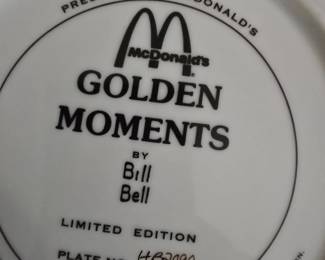 McDonald's
GOLDEN
MOMENTS
BY
Bill
Bell
LIMITED EDITION